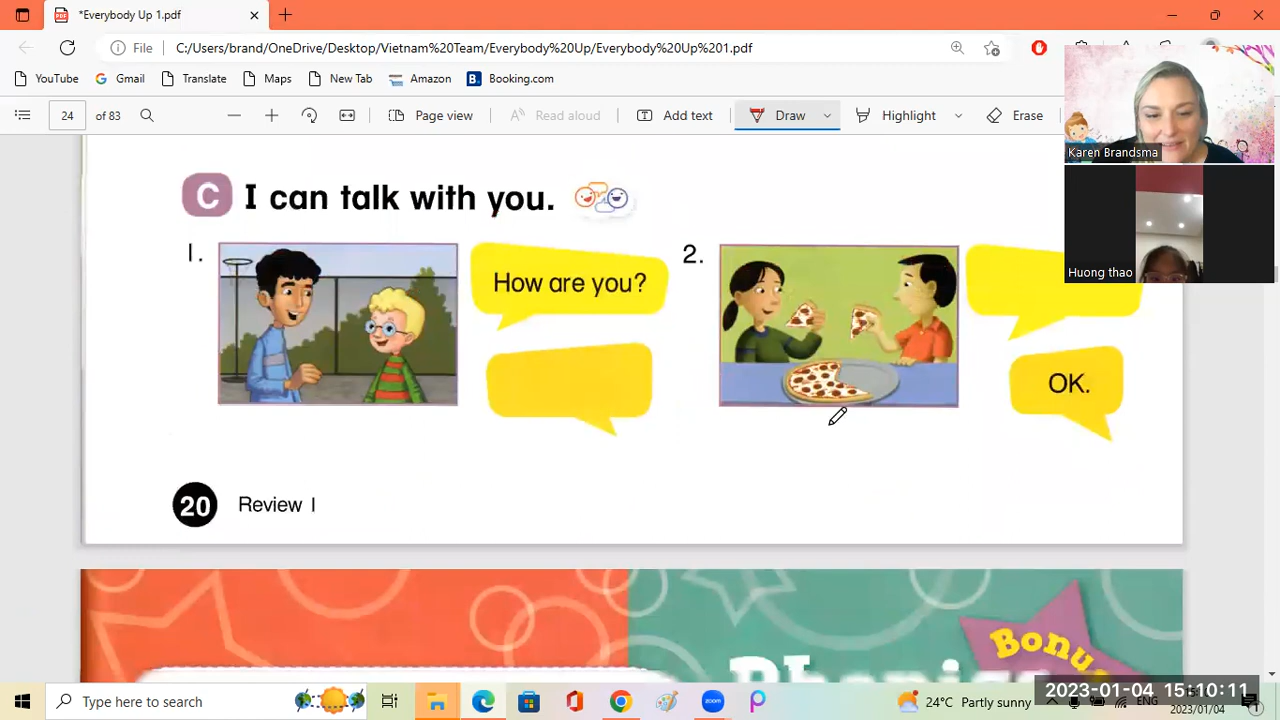 *Everybody Up 1.pdf
File
C:/Users/brand/OneDrive/Desktop/Vietnam%20Team/Everybody%20Up/Everybody%20Up%201.pdf
YouTube
Gmail
Translate
Maps
New Tab
Amazon
B Booking.com
24 of 83
Page view
Read aloud
Add text
Draw
Highlight
Erase
Karen Brandsma
Huong thao
C I can talk with you.
1.
How are you?
2.
OK.
20 Review 1
Bonus
Type here to search
zoom
24°C Partly sunny
2023-01-04 15:10:11
2023/01/04